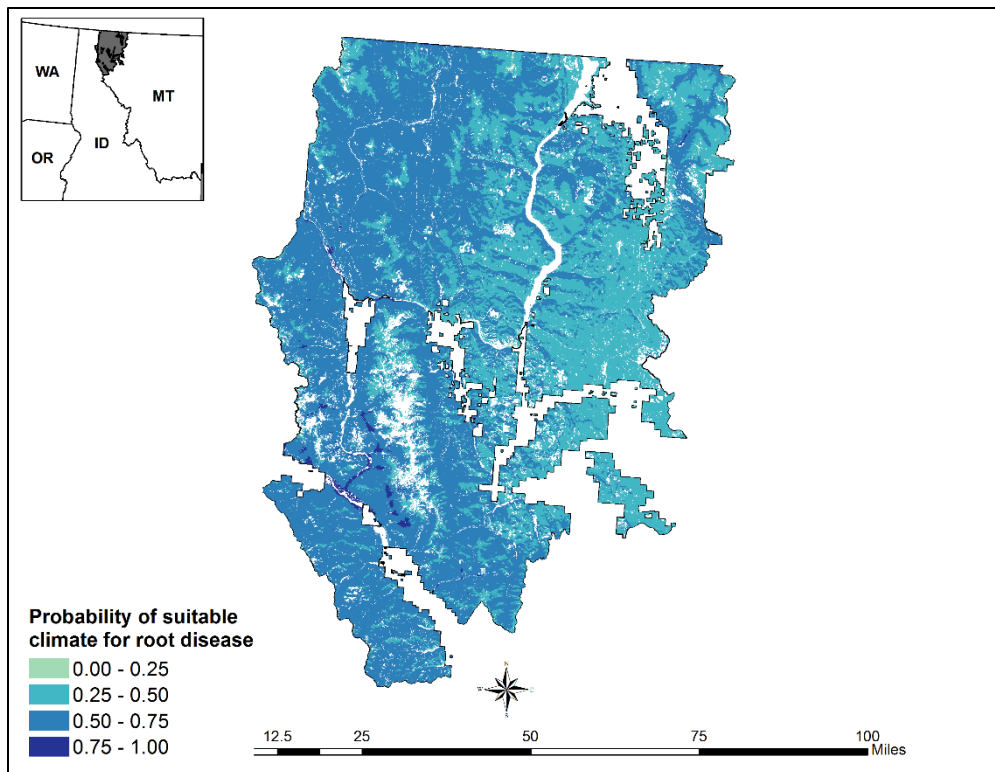 WA
MT
OR
ID
Probability of suitable
climate for root disease
0.00 - 0.25
0.25 - 0.50
0.50 - 0.75
0.75 - 1.00
N
W
E
S
12.5 25 50 75 100
Miles